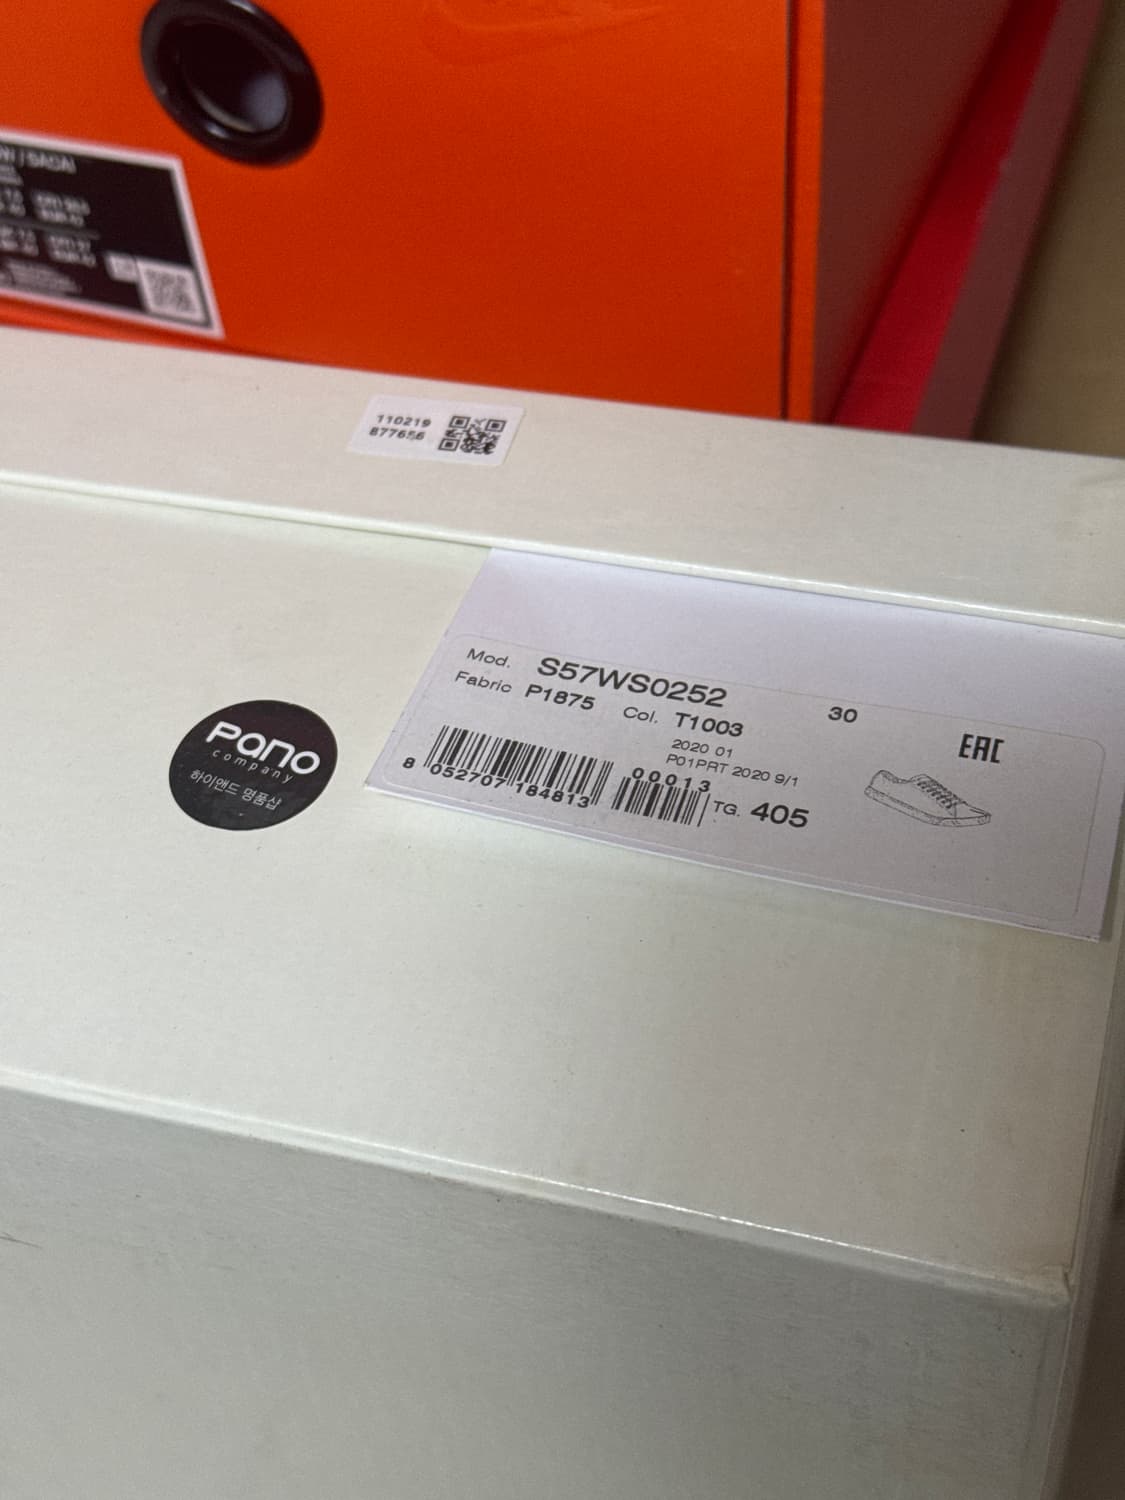 / SACAI
110219
877656
Mod. S57WS0252 30
Fabric P1875 Col. T1003
2020 01
P01PRT 2020 9/1
EAC
8 052707 184813
00013
TG. 405
PANO
company
하이앤드 명품샵